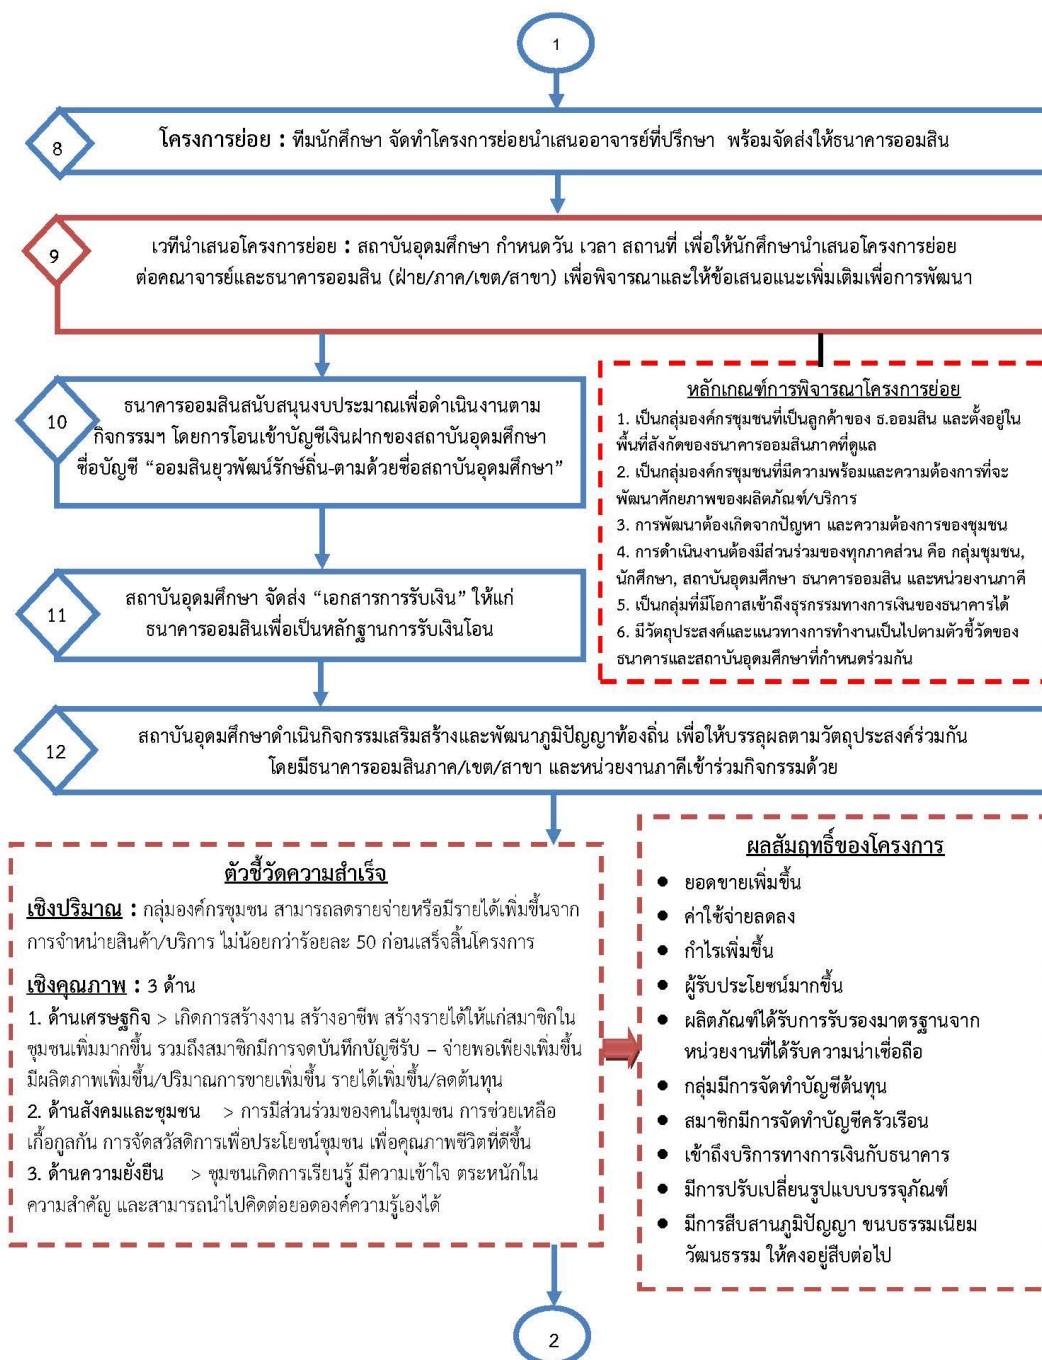 1
8
โครงการย่อย : ทีมนักศึกษา จัดทำโครงการย่อยนำเสนออาจารย์ที่ปรึกษา พร้อมจัดส่งให้ธนาคารออมสิน
9
เวทีนำเสนอโครงการย่อย : สถาบันอุดมศึกษา กำหนดวัน เวลา สถานที่ เพื่อให้นักศึกษานำเสนอโครงการย่อย
ต่อคณาจารย์และธนาคารออมสิน (ฝ่าย/ภาค/เขต/สาขา) เพื่อพิจารณาและให้ข้อเสนอแนะเพิ่มเติมเพื่อการพัฒนา
10
ธนาคารออมสินสนับสนุนงบประมาณเพื่อดำเนินงานตาม
กิจกรรมฯ โดยการโอนเข้าบัญชีเงินฝากของสถาบันอุดมศึกษา
ชื่อบัญชี “ออมสินยุวพัฒน์รักษ์ถิ่น-ตามด้วยชื่อสถาบันอุดมศึกษา”
หลักเกณฑ์การพิจารณาโครงการย่อย
1. เป็นกลุ่มองค์กรชุมชนที่เป็นลูกค้าของ ธ.ออมสิน และตั้งอยู่ใน
พื้นที่สังกัดของธนาคารออมสินภาคที่ดูแล
2. เป็นกลุ่มองค์กรชุมชนที่มีความพร้อมและความต้องการที่จะ
พัฒนาศักยภาพของผลิตภัณฑ์/บริการ
3. การพัฒนาต้องเกิดจากปัญหา และความต้องการของชุมชน
4. การดำเนินงานต้องมีส่วนร่วมของทุกภาคส่วน คือ กลุ่มชุมชน,
นักศึกษา, สถาบันอุดมศึกษา ธนาคารออมสิน และหน่วยงานภาคี
5. เป็นกลุ่มที่มีโอกาสเข้าถึงธุรกรรมทางการเงินของธนาคารได้
6. มีวัตถุประสงค์และแนวทางการทำงานเป็นไปตามตัวชี้วัดของ
ธนาคารและสถาบันอุดมศึกษาที่กำหนดร่วมกัน
11
สถาบันอุดมศึกษา จัดส่ง “เอกสารการรับเงิน” ให้แก่
ธนาคารออมสินเพื่อเป็นหลักฐานการรับเงินโอน
12
สถาบันอุดมศึกษาดำเนินกิจกรรมเสริมสร้างและพัฒนาภูมิปัญญาท้องถิ่น เพื่อให้บรรลุผลตามวัตถุประสงค์ร่วมกัน
โดยมีธนาคารออมสินภาค/เขต/สาขา และหน่วยงานภาคีเข้าร่วมกิจกรรมด้วย
ตัวชี้วัดความสำเร็จ
เชิงปริมาณ : กลุ่มองค์กรชุมชน สามารถลดรายจ่ายหรือมีรายได้เพิ่มขึ้นจาก
การจำหน่ายสินค้า/บริการ ไม่น้อยกว่าร้อยละ 50 ก่อนเสร็จสิ้นโครงการ
เชิงคุณภาพ : 3 ด้าน
1. ด้านเศรษฐกิจ > เกิดการสร้างงาน สร้างอาชีพ สร้างรายได้ให้แก่สมาชิกใน
ชุมชนเพิ่มมากขึ้น รวมถึงสมาชิกมีการจดบันทึกบัญชีรับ – จ่ายพอเพียงเพิ่มขึ้น
มีผลิตภาพเพิ่มขึ้น/ปริมาณการขายเพิ่มขึ้น รายได้เพิ่มขึ้น/ลดต้นทุน
2. ด้านสังคมและชุมชน > การมีส่วนร่วมของคนในชุมชน การช่วยเหลือ
เกื้อกูลกัน การจัดสวัสดิการเพื่อประโยชน์ชุมชน เพื่อคุณภาพชีวิตที่ดีขึ้น
3. ด้านความยั่งยืน > ชุมชนเกิดการเรียนรู้ มีความเข้าใจ ตระหนักใน
ความสำคัญ และสามารถนำไปคิดต่อยอดองค์ความรู้เองได้
ผลสัมฤทธิ์ของโครงการ
● ยอดขายเพิ่มขึ้น
● ค่าใช้จ่ายลดลง
● กำไรเพิ่มขึ้น
● ผู้รับประโยชน์มากขึ้น
● ผลิตภัณฑ์ได้รับการรับรองมาตรฐานจาก
หน่วยงานที่ได้รับความน่าเชื่อถือ
● กลุ่มมีการจัดทำบัญชีต้นทุน
● สมาชิกมีการจัดทำบัญชีครัวเรือน
● เข้าถึงบริการทางการเงินกับธนาคาร
● มีการปรับเปลี่ยนรูปแบบบรรจุภัณฑ์
● มีการสืบสานภูมิปัญญา ขนบธรรมเนียม
วัฒนธรรม ให้คงอยู่สืบต่อไป
2